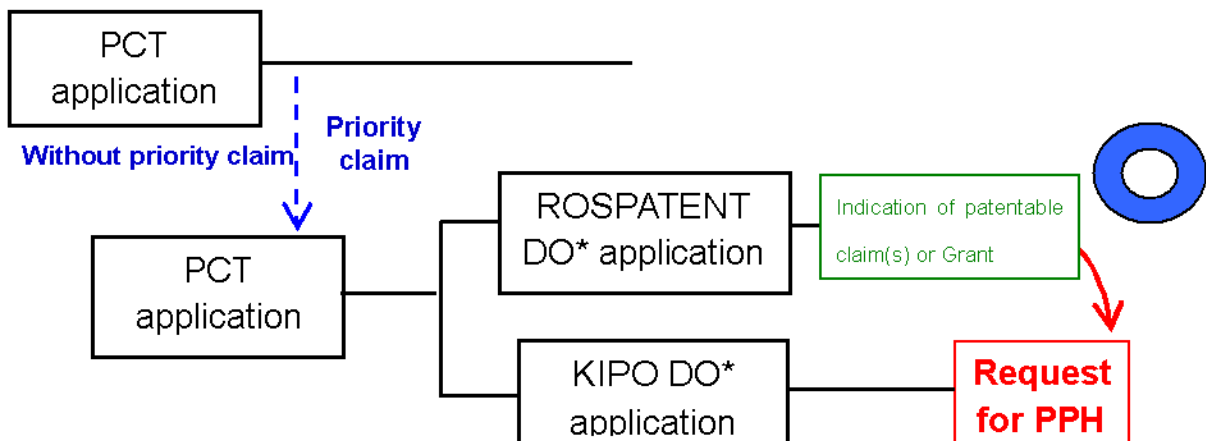 PCT
application
Without priority claim
Priority
claim
PCT
application
ROSPATENT
DO* application
Indication of patentable
claim(s) or Grant
KIPO DO*
application
Request
for PPH